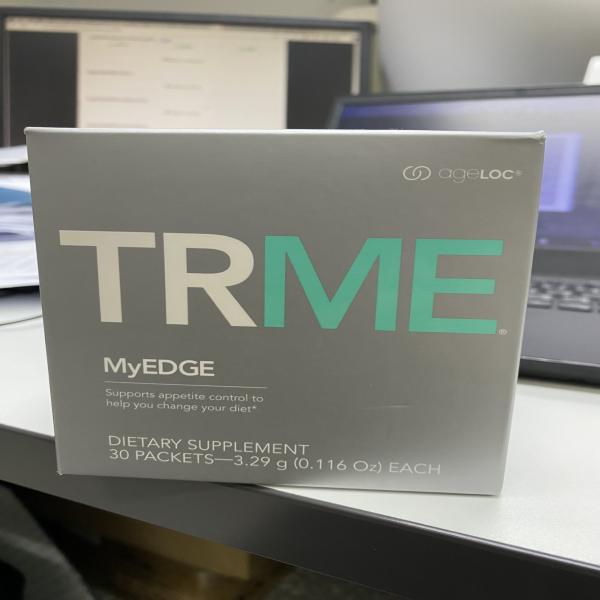 ageLOC®
TRME®
MyEDGE
Supports appetite control to
help you change your diet*
DIETARY SUPPLEMENT
30 PACKETS—3.29 g (0.116 Oz) EACH